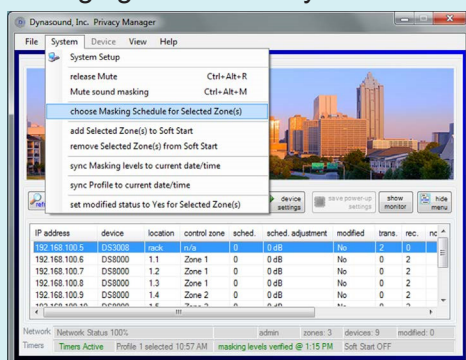 Dynasound, Inc. Privacy Manager
File System Device View Help
System Setup
release Mute Ctrl+Alt+R
Mute sound masking Ctrl+Alt+M
choose Masking Schedule for Selected Zone(s)
add Selected Zone(s) to Soft Start
remove Selected Zone(s) from Soft Start
sync Masking levels to current date/time
sync Profile to current date/time
set modified status to Yes for Selected Zone(s)
device settings
save power-up settings
show monitor
hide menu
IP address device location control zone sched. sched. adjustment modified trans. rec.
192.168.100.5 DS3008 rack n/a 0 0 dB No 2 0
192.168.100.6 DS8000 1.1 Zone 1 0 0 dB No 0 2
192.168.100.7 DS8000 1.2 Zone 1 0 0 dB No 0 2
192.168.100.8 DS8000 1.3 Zone 1 0 0 dB No 0 2
192.168.100.9 DS8000 1.4 Zone 2 0 0 dB No 0 2
Network Network Status 100% admin zones: 3 devices: 9 modified: 0
Timers Timers Active Profile 1 selected 10:57 AM masking levels verified @ 1:15 PM Soft Start OFF